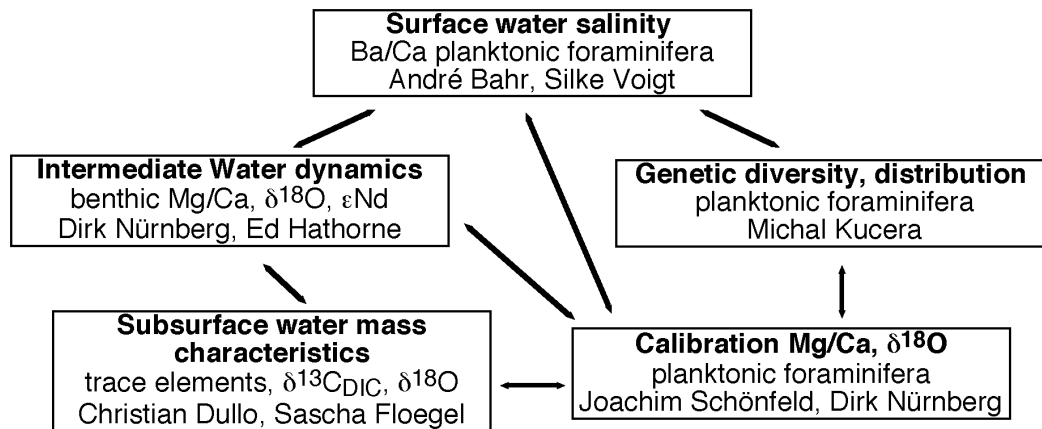 Surface water salinity
Ba/Ca planktonic foraminifera
André Bahr, Silke Voigt
Intermediate Water dynamics
benthic Mg/Ca, δ¹⁸O, εNd
Dirk Nürnberg, Ed Hathorne
Genetic diversity, distribution
planktonic foraminifera
Michal Kucera
Subsurface water mass
characteristics
trace elements, δ¹³C_DIC, δ¹⁸O
Christian Dullo, Sascha Floegel
Calibration Mg/Ca, δ¹⁸O
planktonic foraminifera
Joachim Schönfeld, Dirk Nürnberg